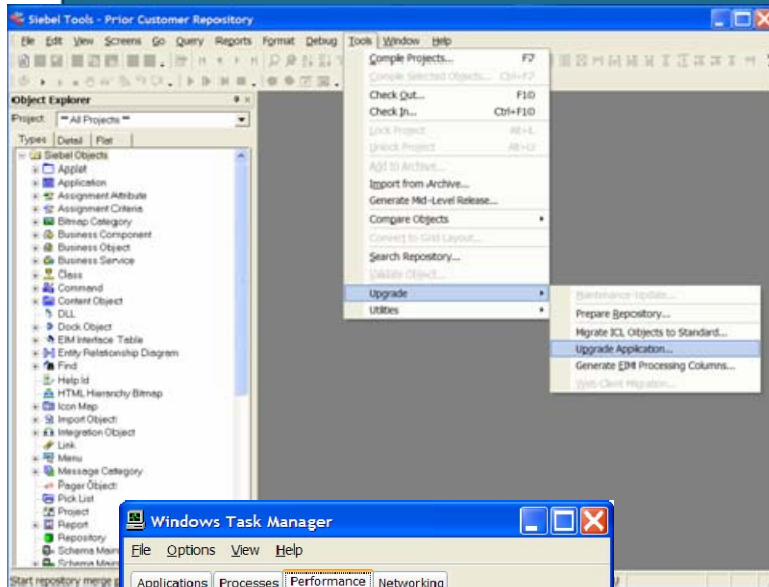 Siebel Tools - Prior Customer Repository
File Edit View Screens Go Query Reports Format Debug Tools Window Help
Object Explorer
Project ** All Projects **
Types Detail Flat
Siebel Objects
Applet
Application
Assignment Attribute
Assignment Criteria
Bitmap Category
Business Component
Business Object
Business Service
Class
Command
Content Object
DLL
Dock Object
EIM Interface Table
Entity Relationship Diagram
Find
Help Id
HTML Hierarchy Bitmap
Icon Map
Import Object
Integration Object
Link
Menu
Message Category
Pager Object
Pick List
Project
Report
Repository
Schema
Schema
Start repository merge
Compile Projects... F7
Compile Selected Objects... Ctrl+F7
Check Out... F10
Check In... Ctrl+F10
Lock Project Alt+L
Unlock Project Alt+U
Add to Archive...
Import from Archive...
Generate Mid-Level Release...
Compare Objects
Convert to Grid Layout...
Search Repository...
Validate Object...
Upgrade
Utilities
Maintenance Update...
Prepare Repository...
Migrate ICL Objects to Standard...
Upgrade Application...
Generate EIM Processing Columns...
Web Client Migration...
Windows Task Manager
File Options View Help
Applications Processes Performance Networking